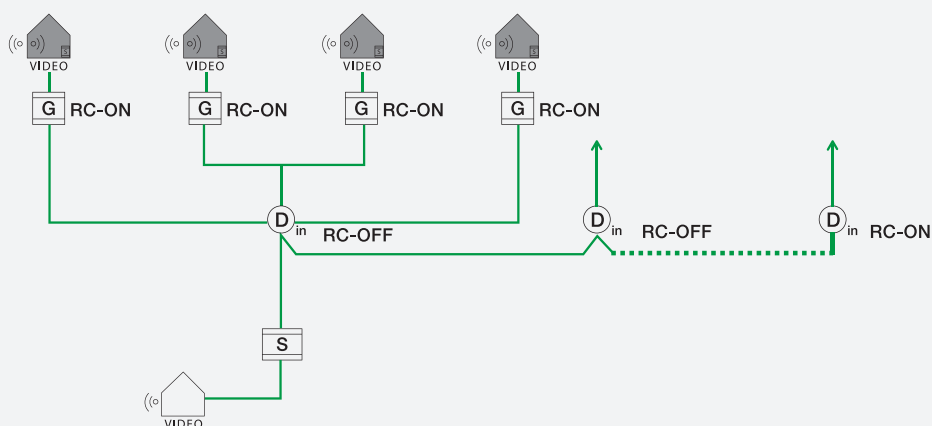 S S S S
VIDEO VIDEO VIDEO VIDEO
G RC-ON G RC-ON G RC-ON G RC-ON
D in RC-OFF D in RC-OFF D in RC-ON
S
VIDEO